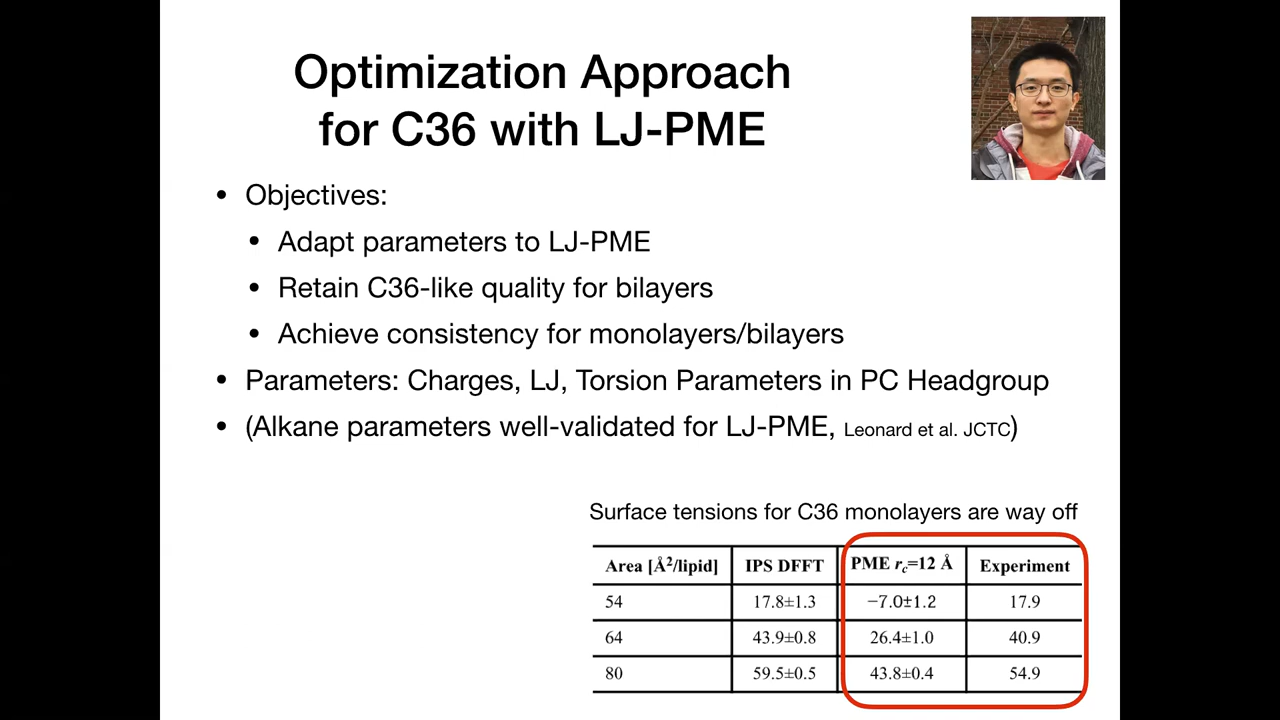 Optimization Approach
for C36 with LJ-PME
• Objectives:
• Adapt parameters to LJ-PME
• Retain C36-like quality for bilayers
• Achieve consistency for monolayers/bilayers
• Parameters: Charges, LJ, Torsion Parameters in PC Headgroup
• (Alkane parameters well-validated for LJ-PME, Leonard et al. JCTC)
Surface tensions for C36 monolayers are way off
Area [Å²/lipid] IPS DFFT PME rc=12 Å Experiment
54 17.8±1.3 −7.0±1.2 17.9
64 43.9±0.8 26.4±1.0 40.9
80 59.5±0.5 43.8±0.4 54.9